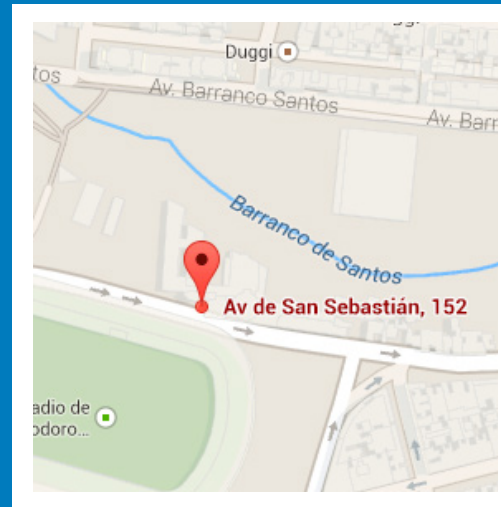 Duggi
tos
Av. Barranco Santos
Av. Barr
Barranco de Santos
Av de San Sebastián, 152
adio de
odoro...